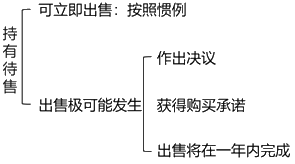 持有待售
可立即出售：按照惯例
出售极可能发生
作出决议
获得购买承诺
出售将在一年内完成